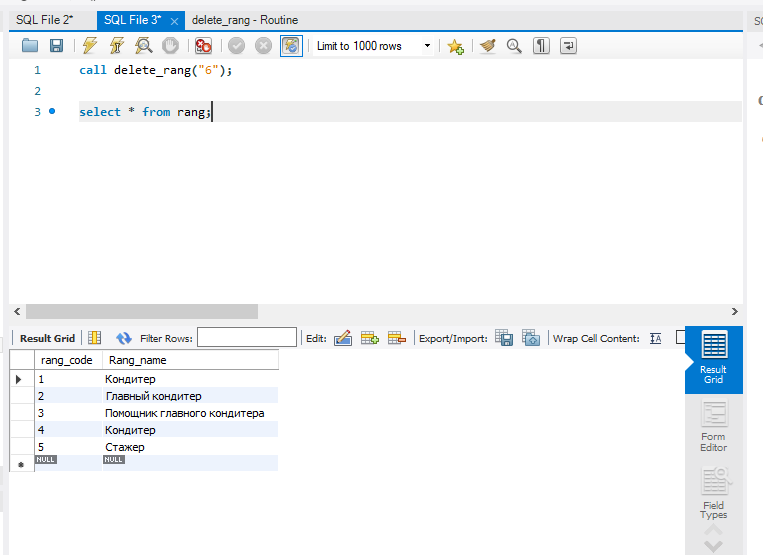 SQL File 2*
SQL File 3*
delete_rang - Routine
Limit to 1000 rows
1 call delete_rang("6");
2
3 select * from rang;
Result Grid
Filter Rows:
Edit:
Export/Import:
Wrap Cell Content:
rang_code Rang_name
1 Кондитер
2 Главный кондитер
3 Помощник главного кондитера
4 Кондитер
5 Стажер
NULL NULL
Result
Grid
Form
Editor
Field
Types